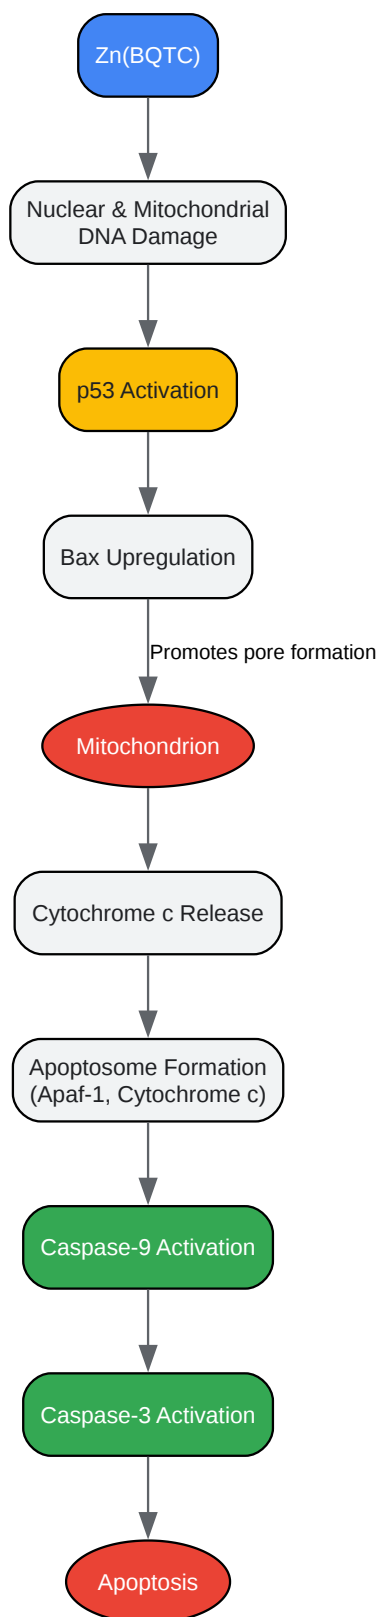 Zn(BQTC)
Nuclear & Mitochondrial
DNA Damage
p53 Activation
Bax Upregulation
Promotes pore formation
Mitochondrion
Cytochrome c Release
Apoptosome Formation
(Apaf-1, Cytochrome c)
Caspase-9 Activation
Caspase-3 Activation
Apoptosis